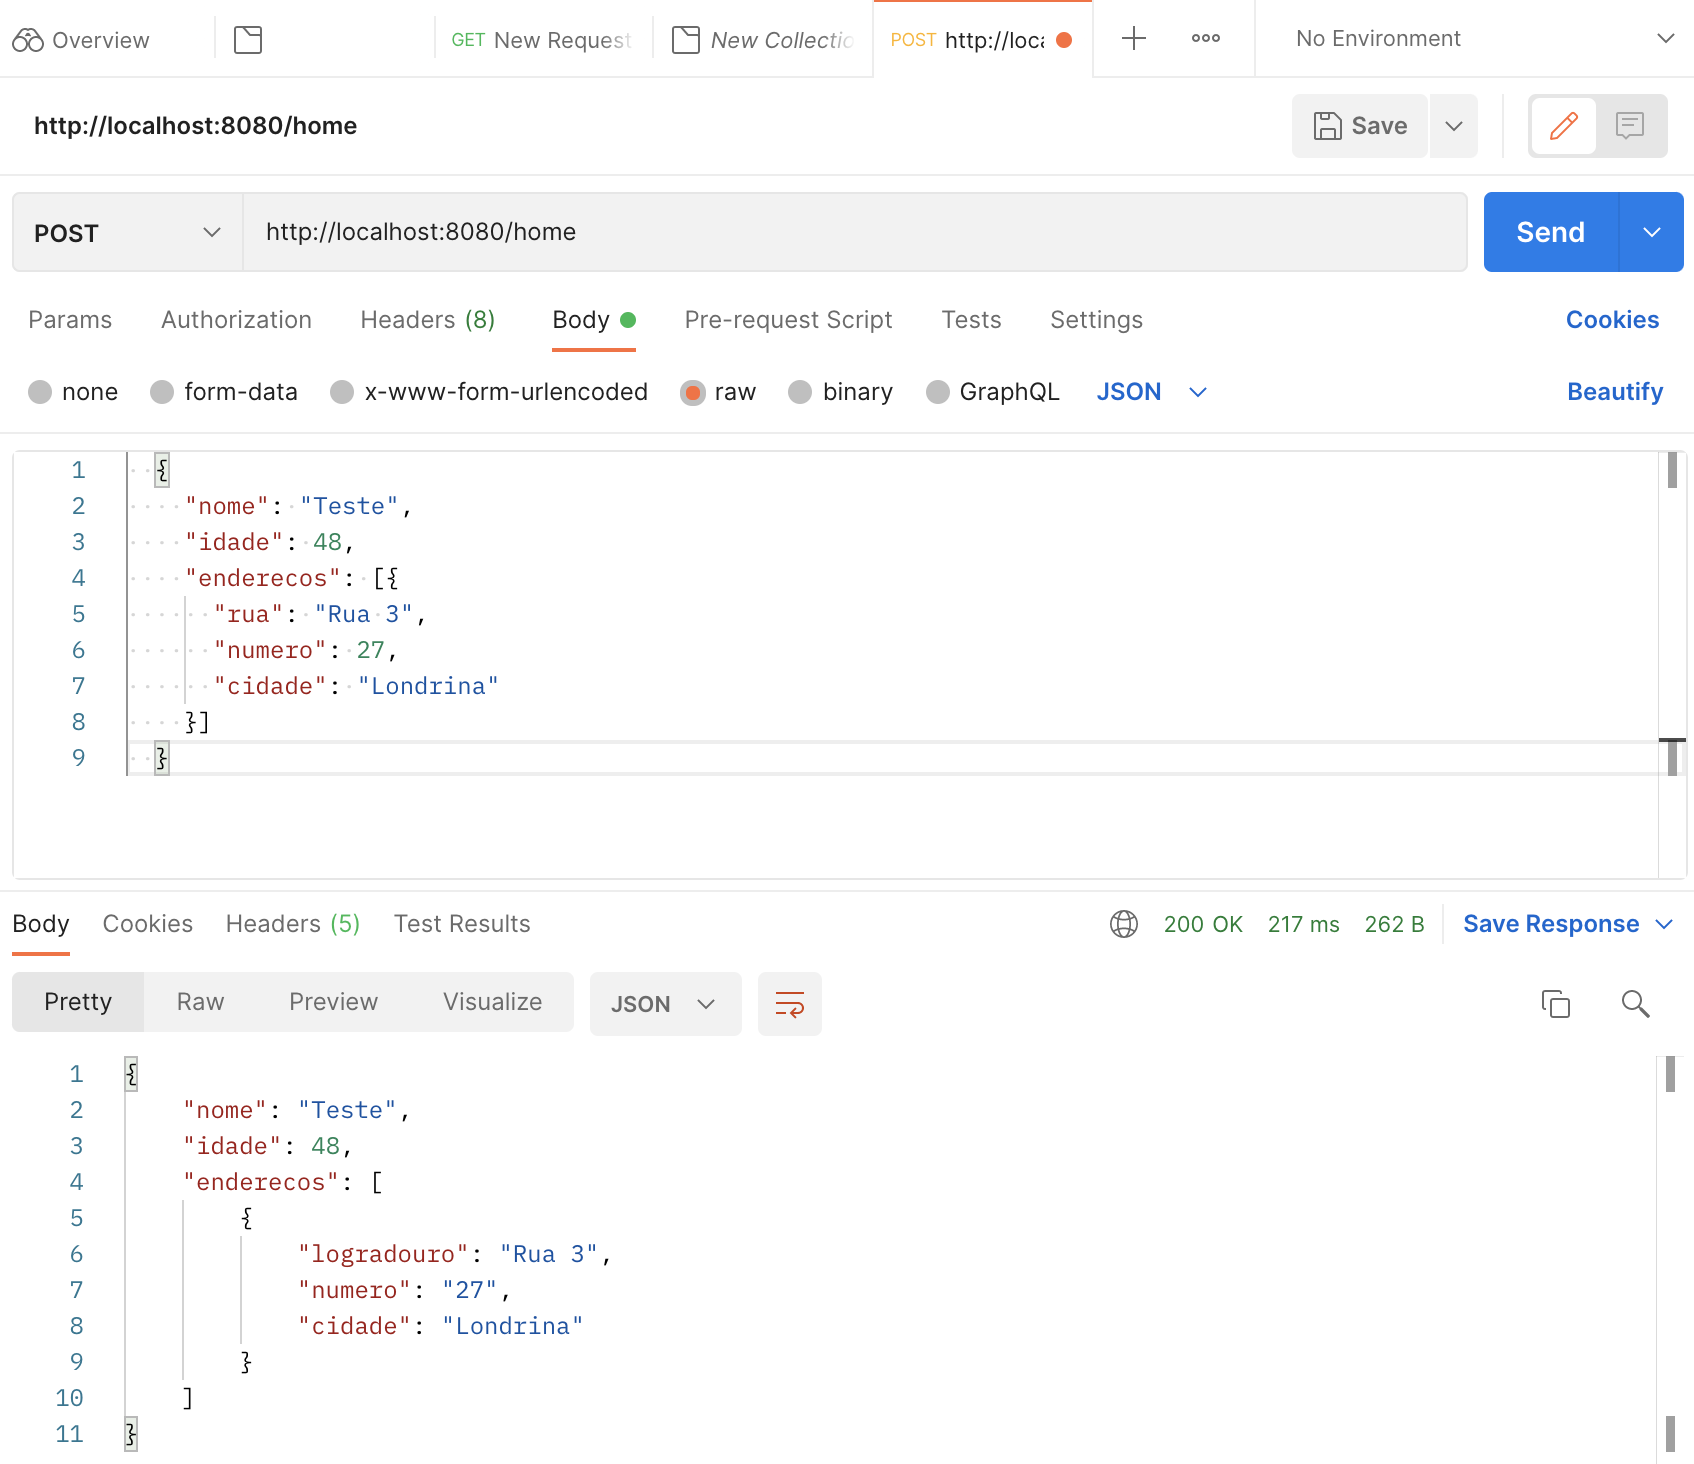 Overview
GET New Request
New Collectio
POST http://loca
No Environment
http://localhost:8080/home
Save
POST
http://localhost:8080/home
Send
Params Authorization Headers (8) Body Pre-request Script Tests Settings Cookies
none form-data x-www-form-urlencoded raw binary GraphQL JSON Beautify
1 {
2 "nome": "Teste",
3 "idade": 48,
4 "enderecos": [{
5 "rua": "Rua 3",
6 "numero": 27,
7 "cidade": "Londrina"
8 }]
9 }
Body Cookies Headers (5) Test Results 200 OK 217 ms 262 B Save Response
Pretty Raw Preview Visualize JSON
1 {
2 "nome": "Teste",
3 "idade": 48,
4 "enderecos": [
5 {
6 "logradouro": "Rua 3",
7 "numero": "27",
8 "cidade": "Londrina"
9 }
10 ]
11 }